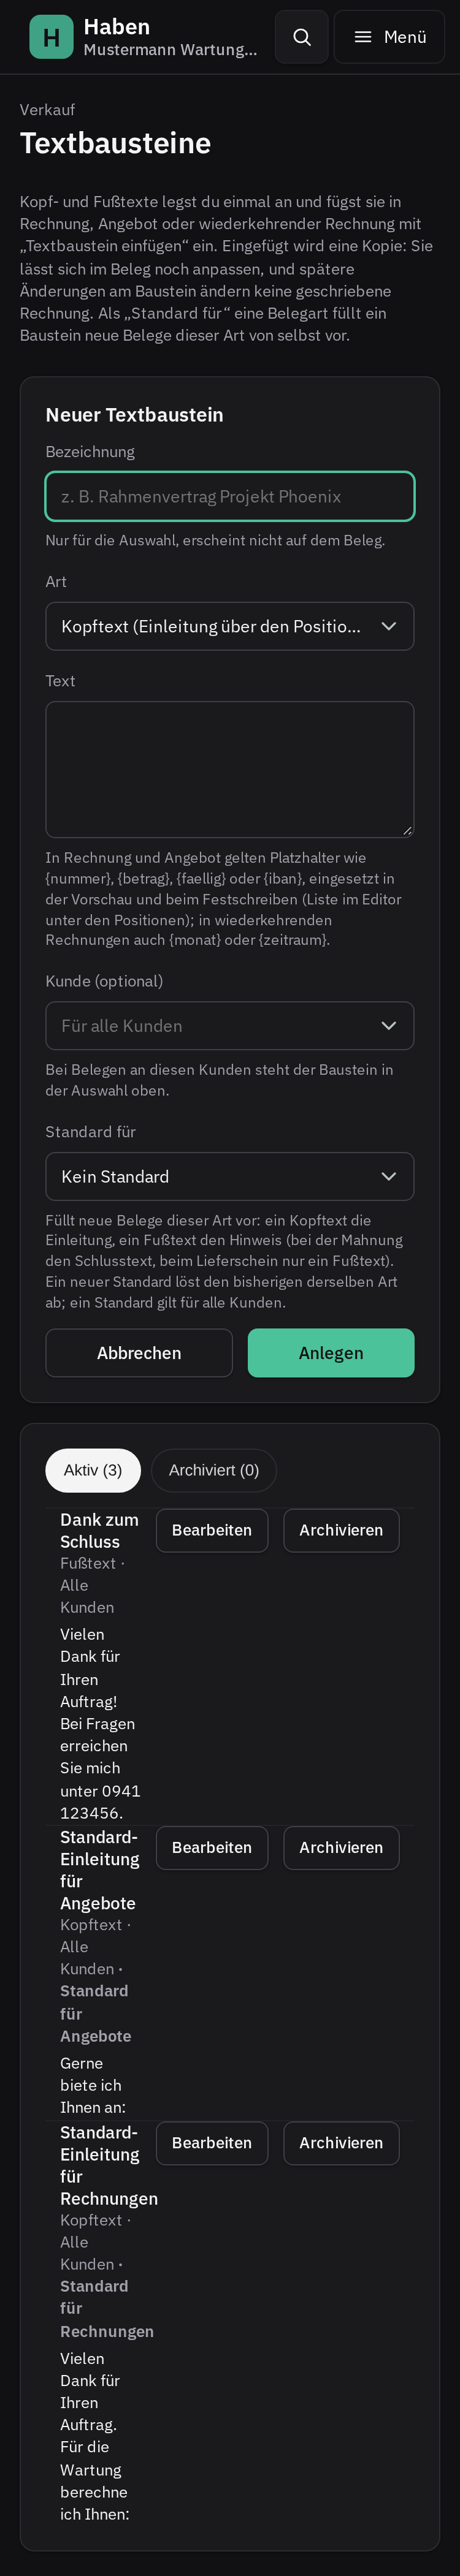 H
Haben
Mustermann Wartung...
Menü
Verkauf
Textbausteine
Kopf- und Fußtexte legst du einmal an und fügst sie in
Rechnung, Angebot oder wiederkehrender Rechnung mit
„Textbaustein einfügen“ ein. Eingefügt wird eine Kopie: Sie
lässt sich im Beleg noch anpassen, und spätere
Änderungen am Baustein ändern keine geschriebene
Rechnung. Als „Standard für“ eine Belegart füllt ein
Baustein neue Belege dieser Art von selbst vor.
Neuer Textbaustein
Bezeichnung
z. B. Rahmenvertrag Projekt Phoenix
Nur für die Auswahl, erscheint nicht auf dem Beleg.
Art
Kopftext (Einleitung über den Positio...
Text
In Rechnung und Angebot gelten Platzhalter wie
{nummer}, {betrag}, {faellig} oder {iban}, eingesetzt in
der Vorschau und beim Festschreiben (Liste im Editor
unter den Positionen); in wiederkehrenden
Rechnungen auch {monat} oder {zeitraum}.
Kunde (optional)
Für alle Kunden
Bei Belegen an diesen Kunden steht der Baustein in
der Auswahl oben.
Standard für
Kein Standard
Füllt neue Belege dieser Art vor: ein Kopftext die
Einleitung, ein Fußtext den Hinweis (bei der Mahnung
den Schlusstext, beim Lieferschein nur ein Fußtext).
Ein neuer Standard löst den bisherigen derselben Art
ab; ein Standard gilt für alle Kunden.
Abbrechen
Anlegen
Aktiv (3)
Archiviert (0)
Dank zum
Schluss
Fußtext ·
Alle
Kunden
Vielen
Dank für
Ihren
Auftrag!
Bei Fragen
erreichen
Sie mich
unter 0941
123456.
Bearbeiten
Archivieren
Standard-
Einleitung
für
Angebote
Kopftext ·
Alle
Kunden ·
Standard
für
Angebote
Gerne
biete ich
Ihnen an:
Bearbeiten
Archivieren
Standard-
Einleitung
für
Rechnungen
Kopftext ·
Alle
Kunden ·
Standard
für
Rechnungen
Vielen
Dank für
Ihren
Auftrag.
Für die
Wartung
berechne
ich Ihnen:
Bearbeiten
Archivieren